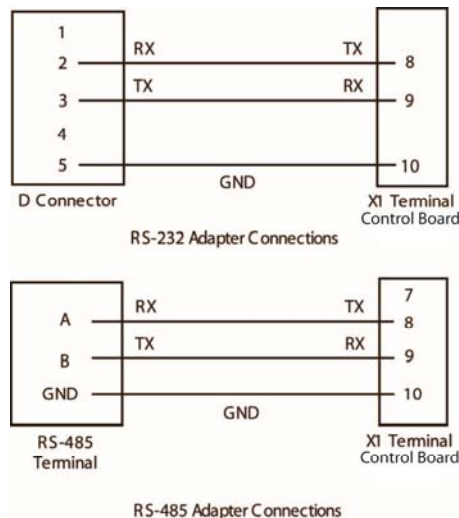 1
RX TX
2 8
TX RX
3 9
4
5 10
GND
D Connector X1 Terminal
Control Board
RS-232 Adapter Connections
7
RX TX
A 8
TX RX
B 9
GND 10
GND
RS-485 X1 Terminal
Terminal Control Board
RS-485 Adapter Connections